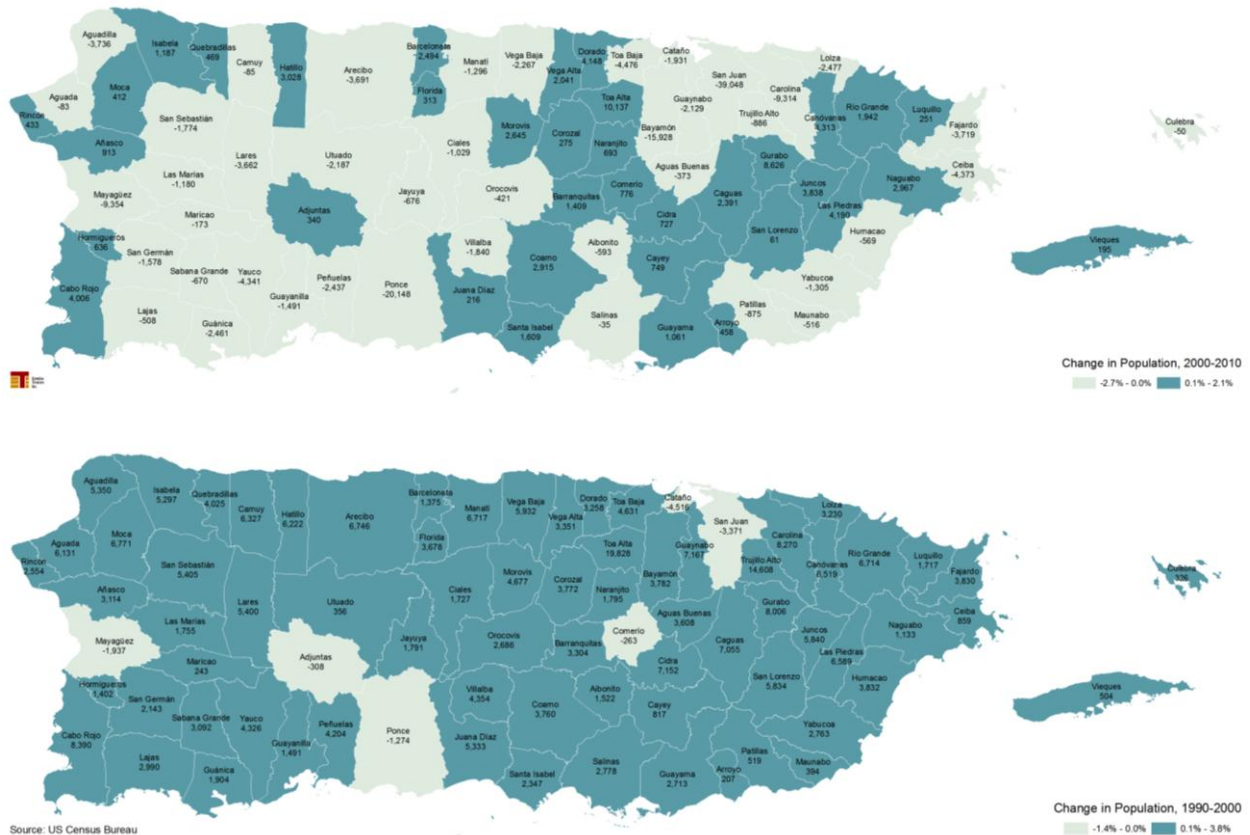 Aguadilla
-3,736
Isabela
1,187
Quebradillas
469
Camuy
-85
Hatillo
3,028
Arecibo
-3,691
Barceloneta
2,494
Florida
313
Manatí
-1,296
Vega Baja
-2,267
Vega Alta
2,041
Dorado
4,148
Toa Baja
-4,476
Cataño
-1,931
San Juan
-39,048
Loíza
-2,477
Aguada
-83
Moca
412
Rincón
433
Añasco
913
San Sebastián
-1,774
Lares
-3,662
Utuado
-2,187
Ciales
-1,029
Morovis
2,645
Corozal
275
Toa Alta
10,137
Naranjito
693
Bayamón
-15,928
Guaynabo
-2,129
Trujillo Alto
-886
Carolina
-9,314
Canóvanas
4,313
Río Grande
1,942
Luquillo
251
Fajardo
-3,719
Ceiba
-4,373
Culebra
-50
Las Marías
-1,180
Mayagüez
-9,354
Maricao
-173
Adjuntas
340
Jayuya
-676
Orocovis
-421
Barranquitas
1,409
Comerío
776
Aguas Buenas
-373
Cidra
727
Caguas
2,391
Gurabo
8,626
Juncos
3,838
Las Piedras
4,190
Naguabo
2,967
Humacao
-569
Vieques
195
Hormigueros
636
San Germán
-1,578
Cabo Rojo
4,006
Sabana Grande
-670
Yauco
-4,341
Lajas
-508
Guánica
-2,461
Guayanilla
-1,491
Peñuelas
-2,437
Ponce
-20,148
Villalba
-1,840
Juana Díaz
216
Coamo
2,915
Santa Isabel
1,609
Aibonito
-593
Salinas
-35
Cayey
749
San Lorenzo
61
Guayama
1,061
Arroyo
458
Patillas
-875
Yabucoa
-1,305
Maunabo
-516
Change in Population, 2000-2010
-2.7% - 0.0%
0.1% - 2.1%
Aguadilla
5,350
Isabela
5,297
Quebradillas
4,025
Camuy
6,327
Hatillo
6,222
Arecibo
6,746
Barceloneta
1,375
Florida
3,678
Manatí
6,717
Vega Baja
5,932
Vega Alta
3,351
Dorado
3,258
Toa Baja
4,631
Cataño
-4,516
San Juan
-3,371
Loíza
3,230
Aguada
6,131
Moca
6,771
Rincón
2,554
Añasco
3,114
San Sebastián
5,405
Lares
5,400
Utuado
356
Ciales
1,727
Morovis
4,677
Corozal
3,772
Toa Alta
19,828
Naranjito
1,795
Bayamón
3,782
Guaynabo
7,167
Trujillo Alto
14,608
Carolina
8,270
Canóvanas
6,519
Río Grande
6,714
Luquillo
1,717
Fajardo
3,830
Ceiba
859
Culebra
326
Mayagüez
-1,937
Las Marías
1,755
Maricao
243
Adjuntas
-308
Jayuya
1,791
Orocovis
2,686
Barranquitas
3,304
Comerío
-263
Aguas Buenas
3,608
Cidra
7,152
Caguas
7,055
Gurabo
8,006
Juncos
5,840
Las Piedras
6,589
Naguabo
1,133
Humacao
3,832
Vieques
504
Hormigueros
1,402
San Germán
2,143
Cabo Rojo
8,390
Sabana Grande
3,092
Yauco
4,326
Lajas
2,990
Guánica
1,904
Guayanilla
1,491
Peñuelas
4,204
Ponce
-1,274
Villalba
4,354
Juana Díaz
5,333
Coamo
3,760
Santa Isabel
2,347
Aibonito
1,522
Salinas
2,778
Cayey
817
San Lorenzo
5,834
Guayama
2,713
Arroyo
207
Patillas
519
Yabucoa
2,763
Maunabo
394
Change in Population, 1990-2000
-1.4% - 0.0%
0.1% - 3.8%
Source: US Census Bureau